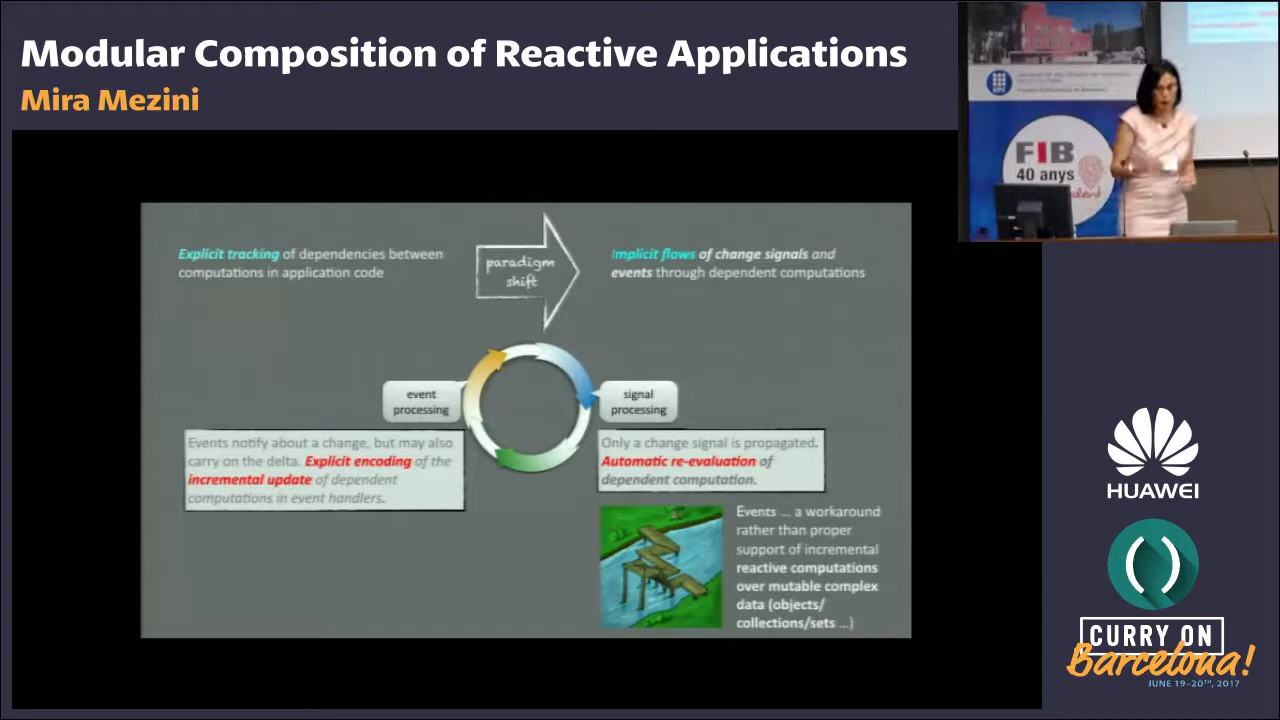 Modular Composition of Reactive Applications
Mira Mezini
UPC
FIB
40 anys
Explicit tracking of dependencies between
computations in application code
paradigm
shift
Implicit flows of change signals and
events through dependent computations
event
processing
signal
processing
Events notify about a change, but may also
carry on the delta. Explicit encoding of the
incremental update of dependent
computations in event handlers.
Only a change signal is propagated.
Automatic re-evaluation of
dependent computation.
Events ... a workaround
rather than proper
support of incremental
reactive computations
over mutable complex
data (objects/
collections/sets ...)
HUAWEI
CURRY ON
Barcelona!
JUNE 19-20TH, 2017